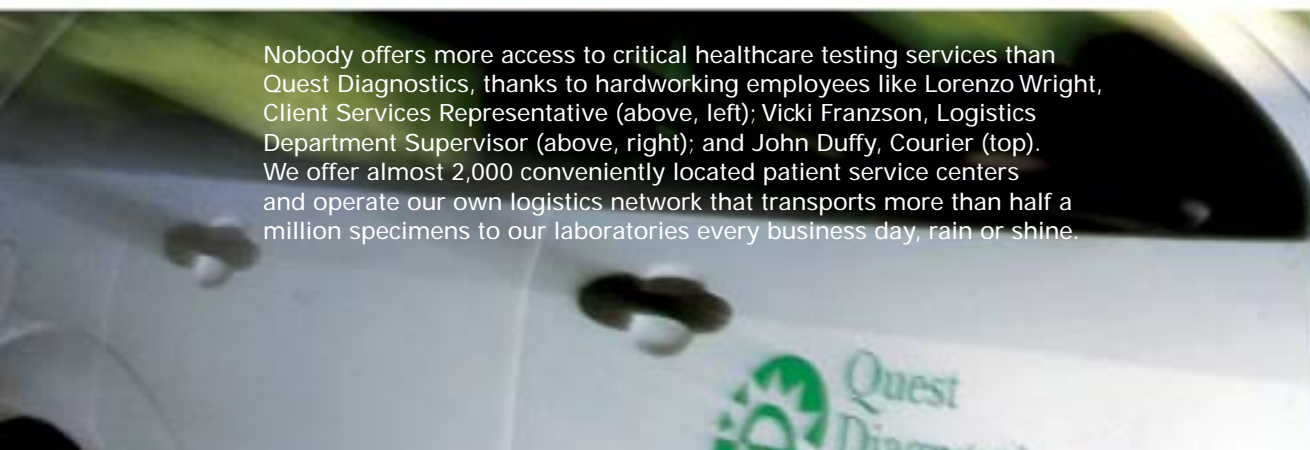 Nobody offers more access to critical healthcare testing services than
Quest Diagnostics, thanks to hardworking employees like Lorenzo Wright,
Client Services Representative (above, left); Vicki Franzson, Logistics
Department Supervisor (above, right); and John Duffy, Courier (top).
We offer almost 2,000 conveniently located patient service centers
and operate our own logistics network that transports more than half a
million specimens to our laboratories every business day, rain or shine.
Quest